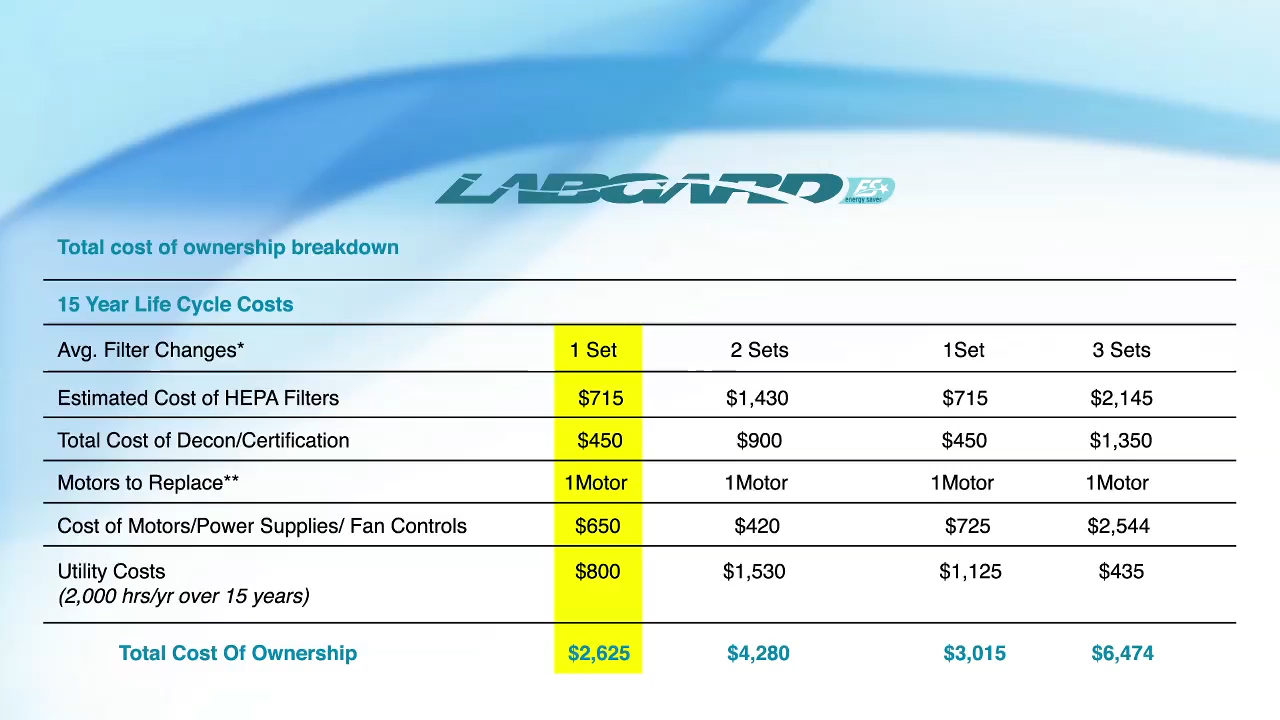 LABGARD ES energy saver
Total cost of ownership breakdown
15 Year Life Cycle Costs
Avg. Filter Changes* 1 Set 2 Sets 1Set 3 Sets
Estimated Cost of HEPA Filters $715 $1,430 $715 $2,145
Total Cost of Decon/Certification $450 $900 $450 $1,350
Motors to Replace** 1Motor 1Motor 1Motor 1Motor
Cost of Motors/Power Supplies/ Fan Controls $650 $420 $725 $2,544
Utility Costs $800 $1,530 $1,125 $435
(2,000 hrs/yr over 15 years)
Total Cost Of Ownership $2,625 $4,280 $3,015 $6,474